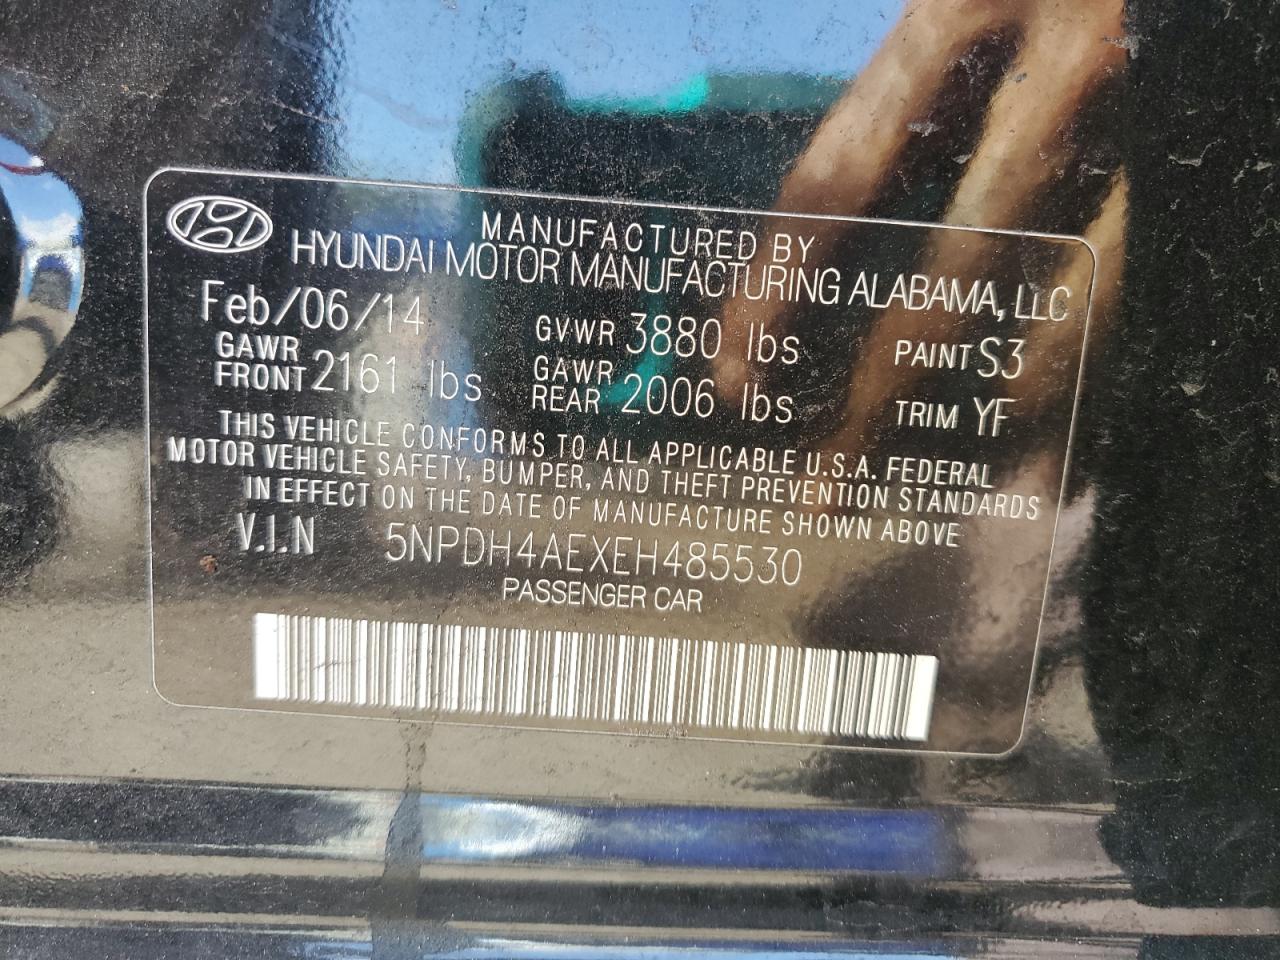 MANUFACTURED BY
HYUNDAI MOTOR MANUFACTURING ALABAMA, LLC
Feb/06/14 GVWR 3880 lbs PAINT S3
GAWR FRONT 2161 lbs GAWR REAR 2006 lbs TRIM YF
THIS VEHICLE CONFORMS TO ALL APPLICABLE U.S.A. FEDERAL
MOTOR VEHICLE SAFETY, BUMPER, AND THEFT PREVENTION STANDARDS
IN EFFECT ON THE DATE OF MANUFACTURE SHOWN ABOVE
V.I.N 5NPDH4AEXEH485530
PASSENGER CAR